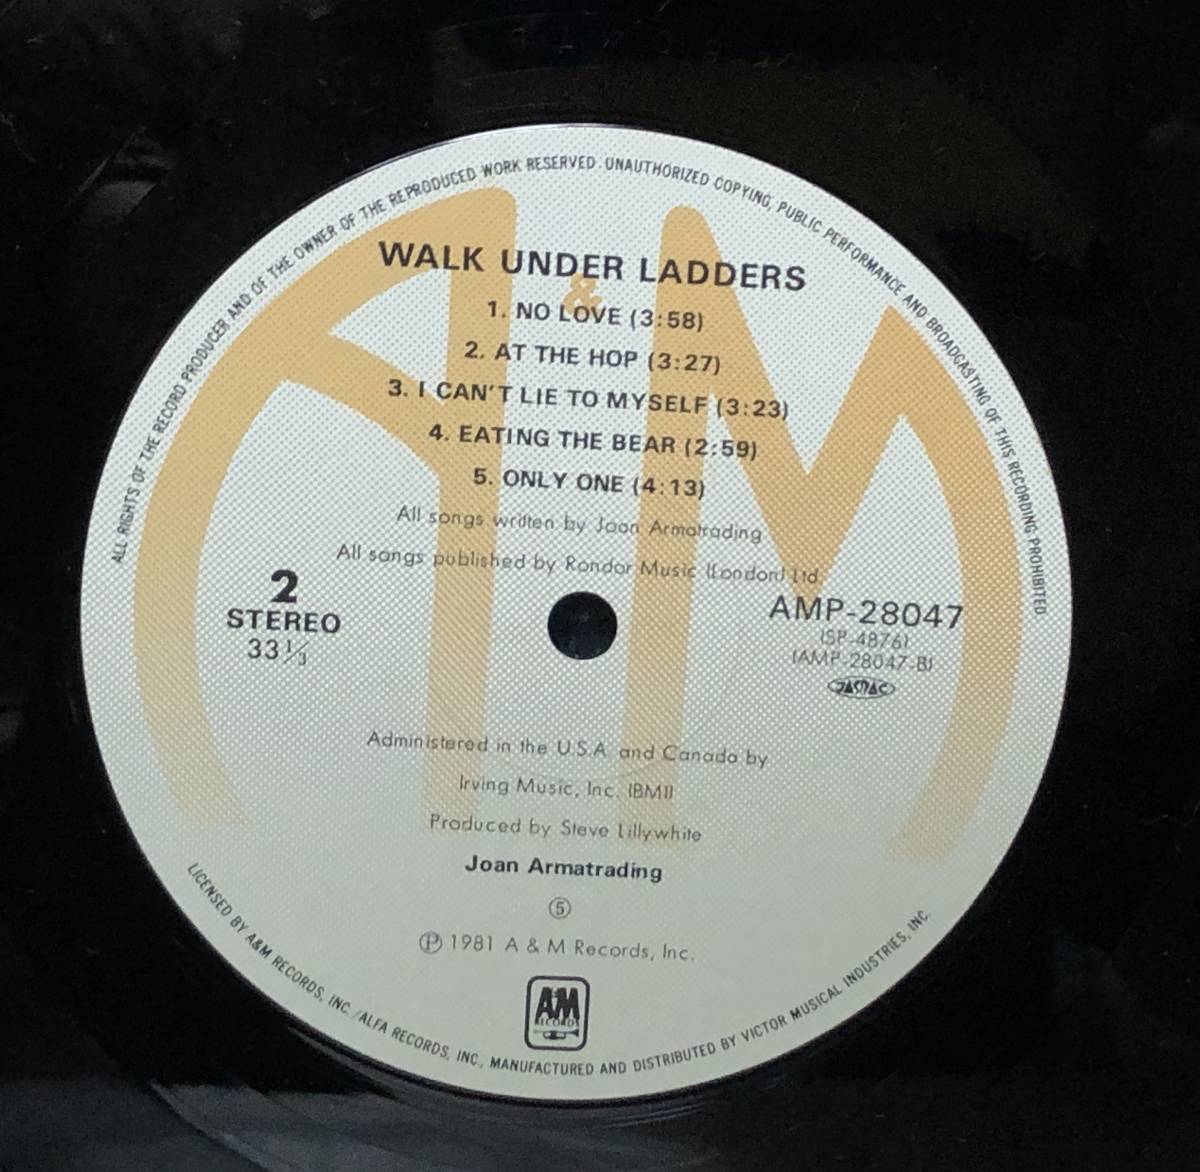 ALL RIGHTS OF THE RECORD PRODUCER AND OF THE OWNER OF THE REPRODUCED WORK RESERVED. UNAUTHORIZED COPYING, PUBLIC PERFORMANCE AND BROADCASTING OF THIS RECORDING PROHIBITED
WALK UNDER LADDERS
&
1. NO LOVE (3:58)
2. AT THE HOP (3:27)
3. I CAN'T LIE TO MYSELF (3:23)
4. EATING THE BEAR (2:59)
5. ONLY ONE (4:13)
All songs written by Joan Armatrading
All songs published by Rondor Music (London) Ltd.
2
STEREO
33 1/3
AMP-28047
(SP-4876)
(AMP-28047-B)
JASRAC
Administered in the U.S.A. and Canada by
Irving Music, Inc. (BMI)
Produced by Steve Lillywhite
Joan Armatrading
⑤
Ⓟ 1981 A & M Records, Inc.
A&M
RECORDS
LICENSED BY A&M RECORDS, INC./ALFA RECORDS, INC., MANUFACTURED AND DISTRIBUTED BY VICTOR MUSICAL INDUSTRIES, INC.